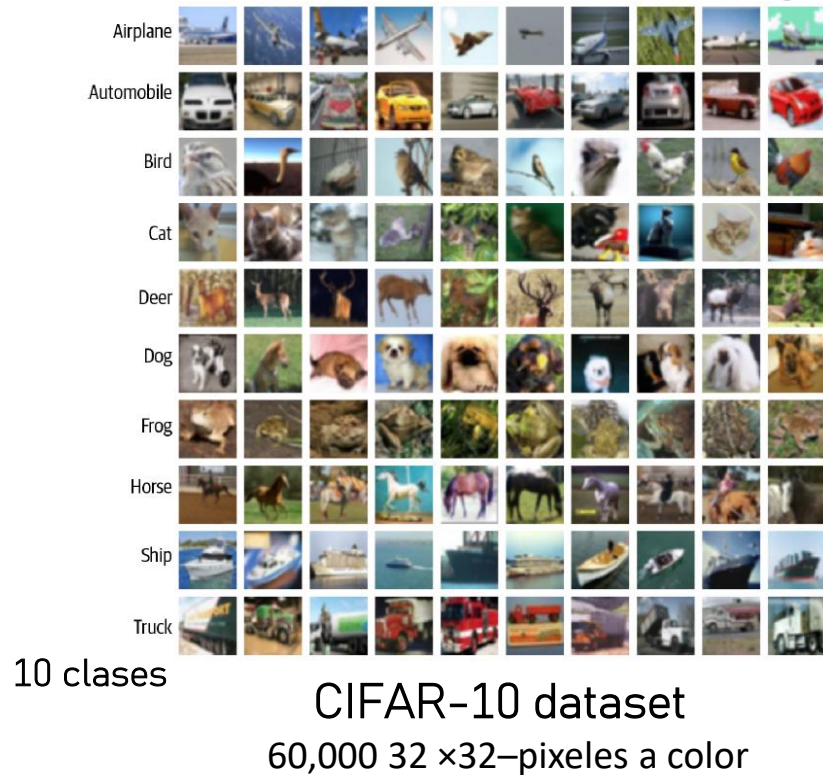 Airplane
Automobile
Bird
Cat
Deer
Dog
Frog
Horse
Ship
Truck
10 clases
CIFAR-10 dataset
60,000 32 ×32–pixeles a color